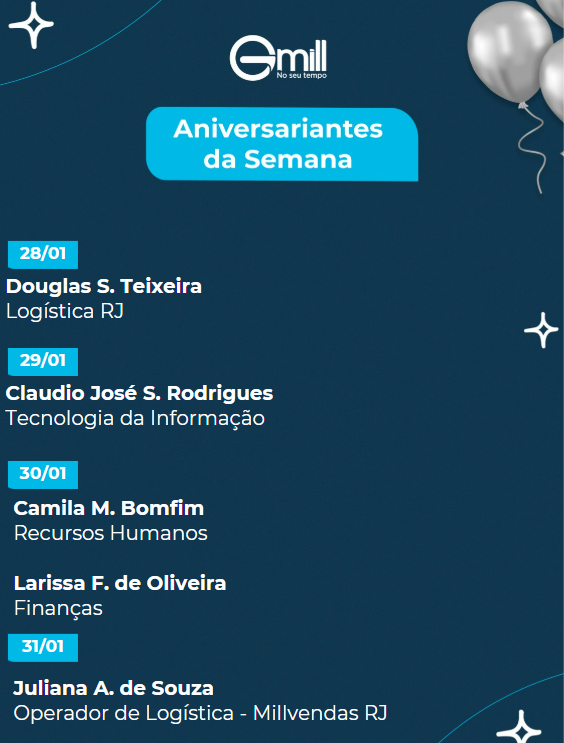 Gmill
No seu tempo
Aniversariantes
da Semana
28/01
Douglas S. Teixeira
Logística RJ
29/01
Claudio José S. Rodrigues
Tecnologia da Informação
30/01
Camila M. Bomfim
Recursos Humanos
Larissa F. de Oliveira
Finanças
31/01
Juliana A. de Souza
Operador de Logística - Millvendas RJ